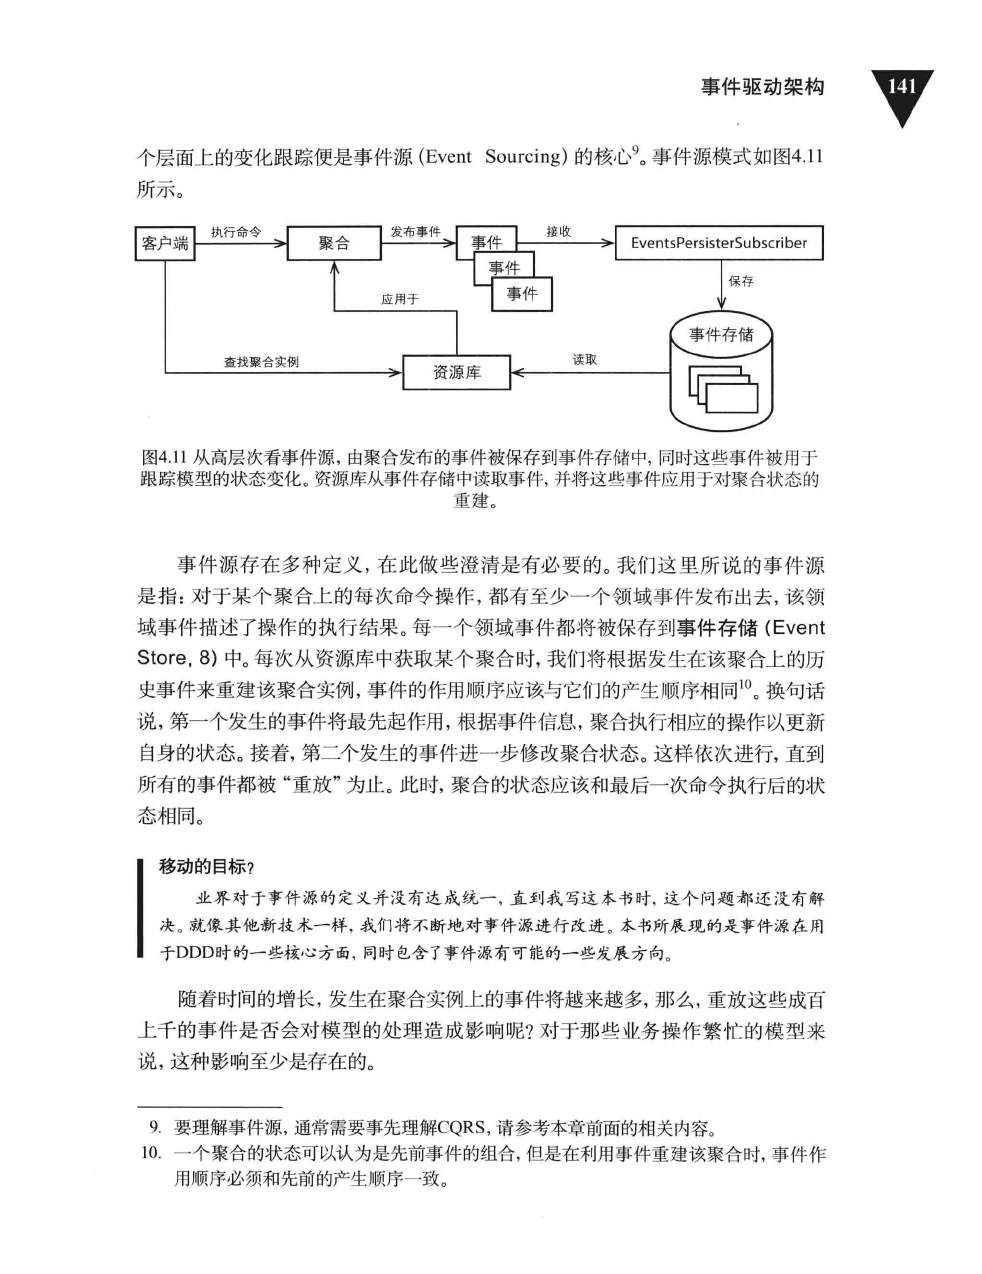 事件驱动架构
141
个层面上的变化跟踪便是事件源 (Event Sourcing) 的核心9。事件源模式如图4.11
所示。
客户端
执行命令
聚合
发布事件
事件
事件
事件
接收
EventsPersisterSubscriber
保存
应用于
事件存储
查找聚合实例
资源库
读取
图4.11 从高层次看事件源, 由聚合发布的事件被保存到事件存储中, 同时这些事件被用于
跟踪模型的状态变化。资源库从事件存储中读取事件, 并将这些事件应用于对聚合状态的
重建。
事件源存在多种定义, 在此做些澄清是有必要的。我们这里所说的事件源
是指: 对于某个聚合上的每次命令操作, 都有至少一个领域事件发布出去, 该领
域事件描述了操作的执行结果。每一个领域事件都将被保存到事件存储 (Event
Store, 8) 中。每次从资源库中获取某个聚合时, 我们将根据发生在该聚合上的历
史事件来重建该聚合实例, 事件的作用顺序应该与它们的产生顺序相同10。换句话
说, 第一个发生的事件将最先起作用, 根据事件信息, 聚合执行相应的操作以更新
自身的状态。接着, 第二个发生的事件进一步修改聚合状态。这样依次进行, 直到
所有的事件都被“重放”为止。此时, 聚合的状态应该和最后一次命令执行后的状
态相同。
移动的目标?
业界对于事件源的定义并没有达成统一, 直到我写这本书时, 这个问题都还没有解
决。就像其他新技术一样, 我们将不断地对事件源进行改进。本书所展现的是事件源在用
于DDD时的一些核心方面, 同时包含了事件源有可能的一些发展方向。
随着时间的增长, 发生在聚合实例上的事件将越来越多, 那么, 重放这些成百
上千的事件是否会对模型的处理造成影响呢? 对于那些业务操作繁忙的模型来
说, 这种影响至少是存在的。
9. 要理解事件源, 通常需要事先理解CQRS, 请参考本章前面的相关内容。
10. 一个聚合的状态可以认为是先前事件的组合, 但是在利用事件重建该聚合时, 事件作
用顺序必须和先前的产生顺序一致。